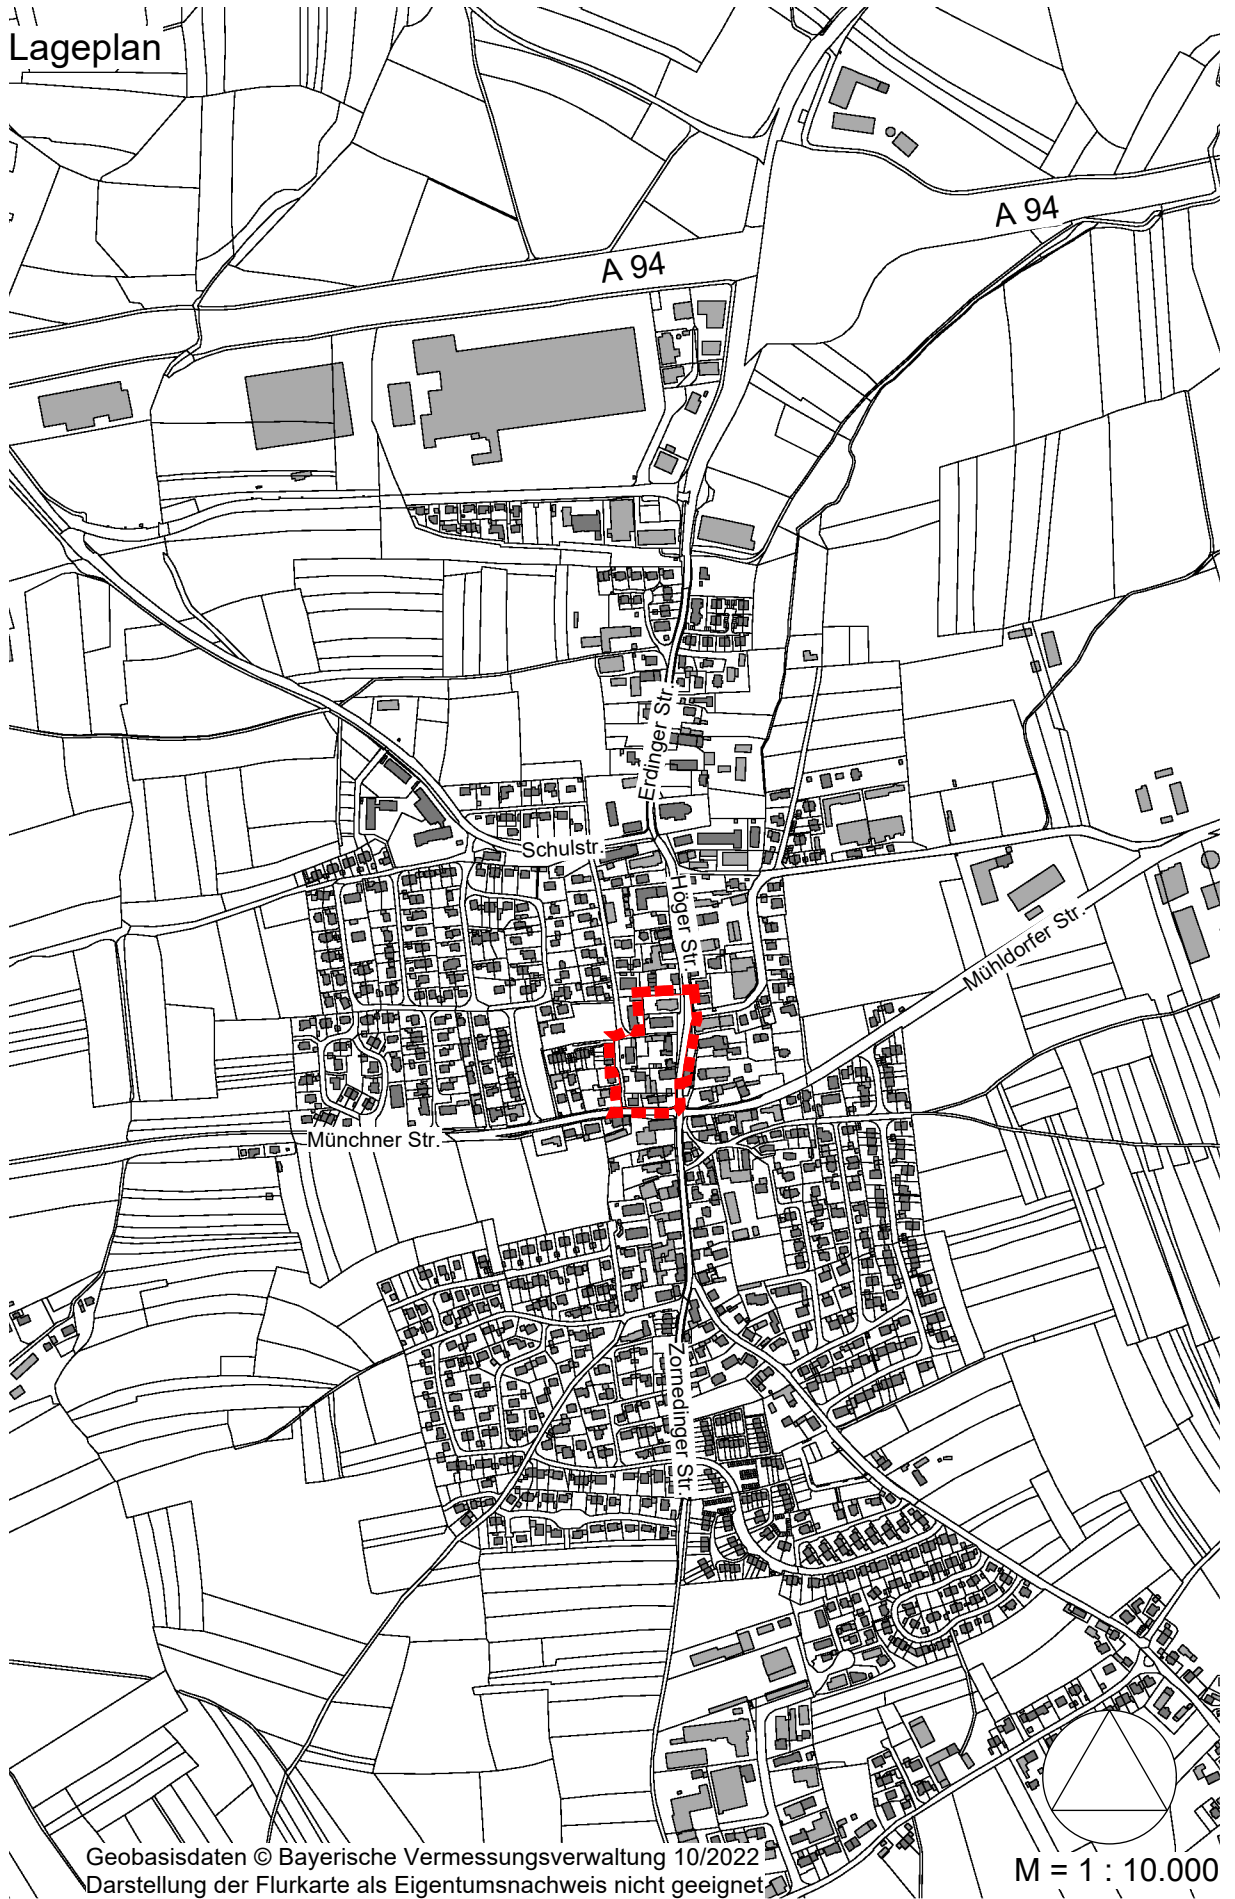 Lageplan
A 94
A 94
Erdinger Str.
Schulstr.
Höger Str.
Mühldorfer Str.
Münchner Str.
Zornedinger Str.
Geobasisdaten © Bayerische Vermessungsverwaltung 10/2022
Darstellung der Flurkarte als Eigentumsnachweis nicht geeignet
M = 1 : 10.000